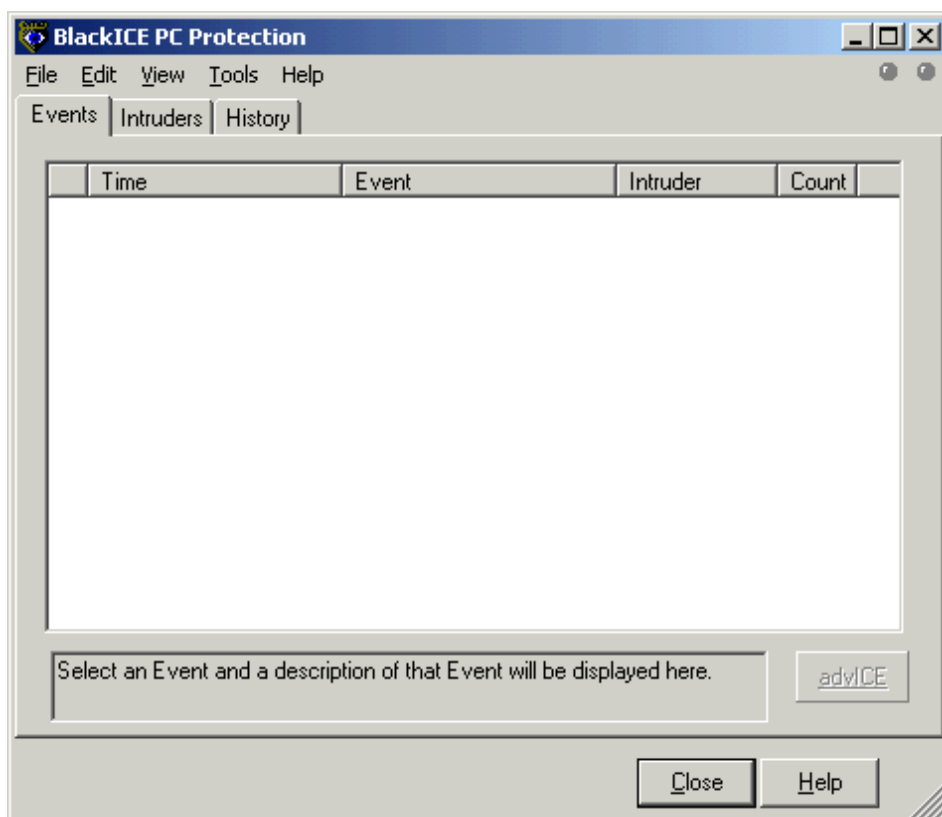 BlackICE PC Protection
File Edit View Tools Help
Events Intruders History
Time Event Intruder Count
Select an Event and a description of that Event will be displayed here.
advICE
Close Help